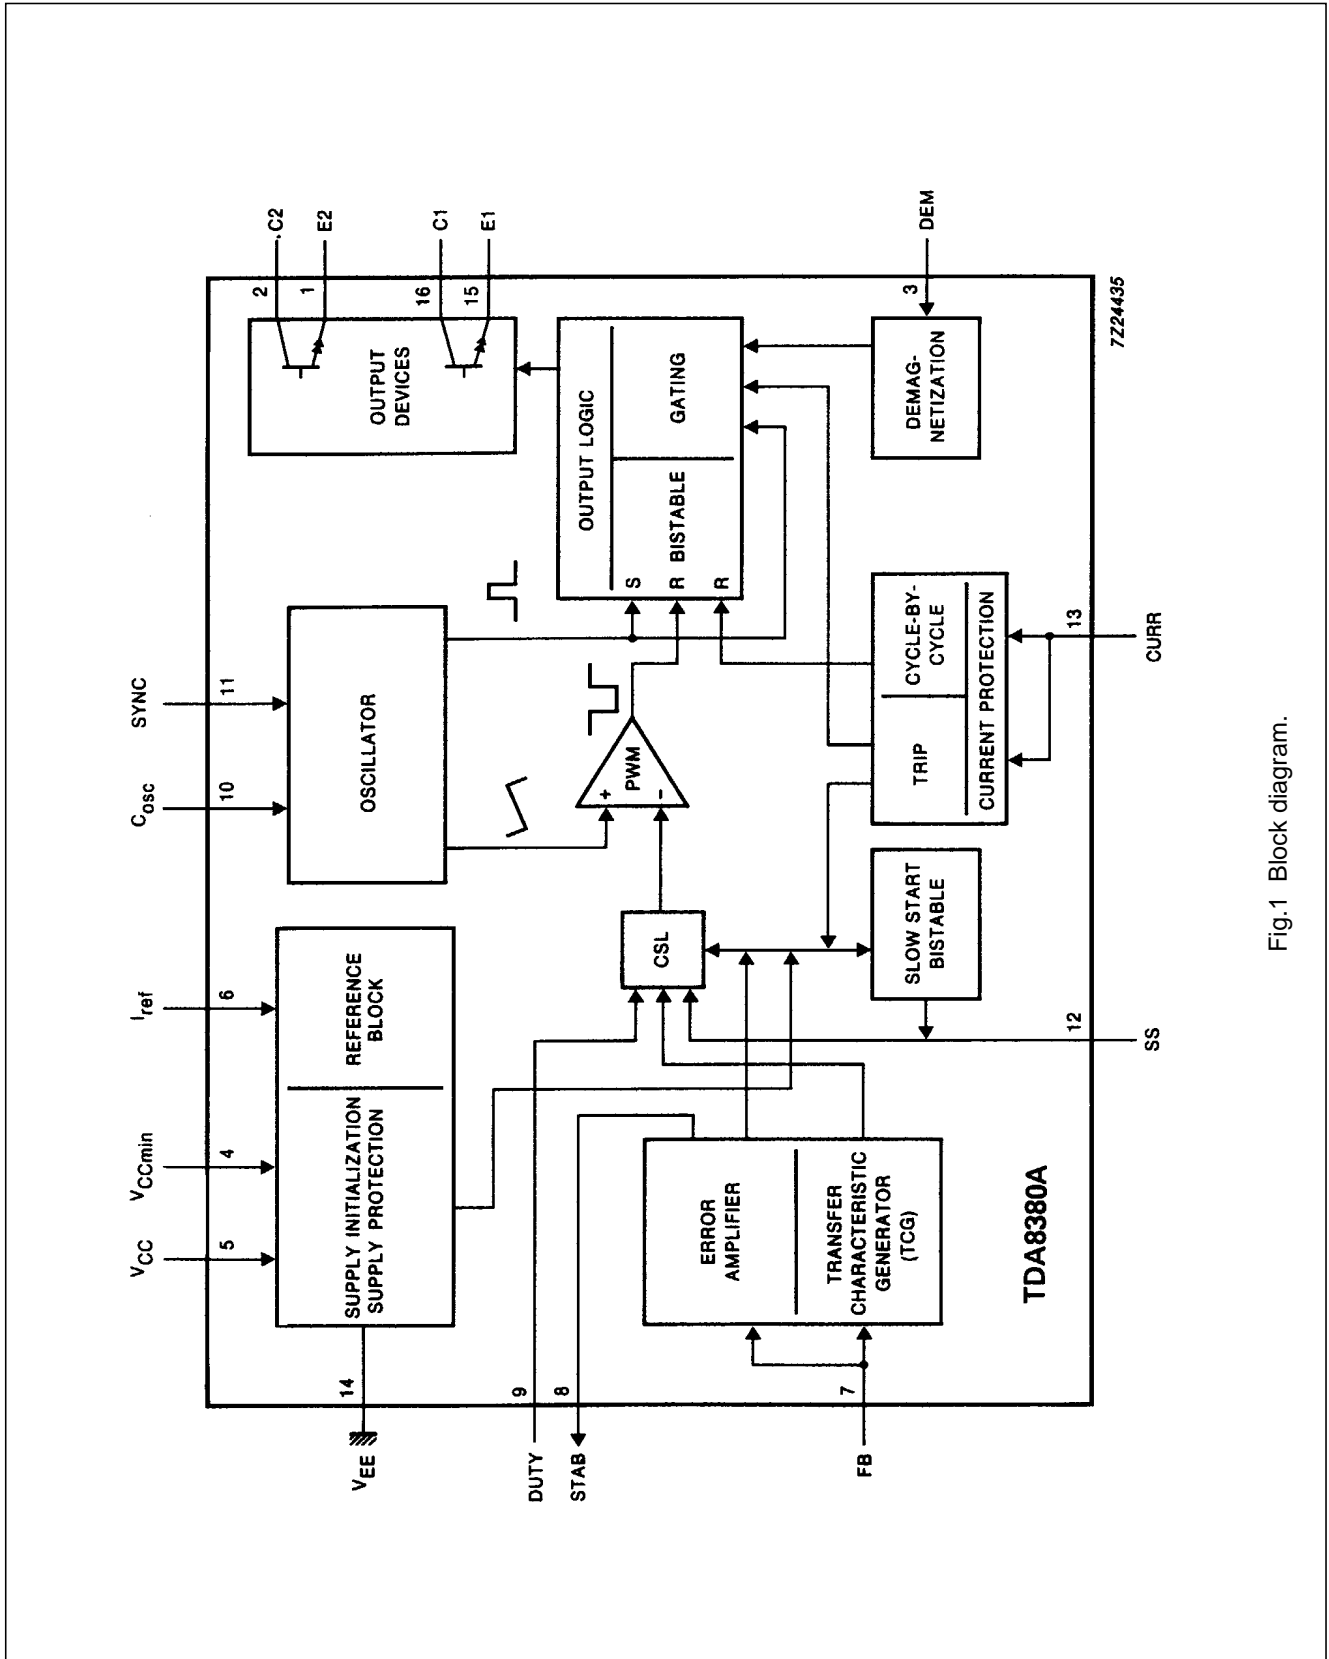 VCC
VCCmin
Iref
Cosc
SYNC
5
4
6
10
11
VEE
14
SUPPLY INITIALIZATION
SUPPLY PROTECTION
REFERENCE
BLOCK
OSCILLATOR
OUTPUT
DEVICES
2
.C2
1
E2
16
C1
15
E1
DUTY
9
STAB
8
CSL
+
-
PWM
OUTPUT LOGIC
S
R
R
BISTABLE
GATING
ERROR
AMPLIFIER
TRANSFER
CHARACTERISTIC
GENERATOR
(TCG)
FB
7
SLOW START
BISTABLE
TRIP
CYCLE-BY-
CYCLE
CURRENT PROTECTION
DEMAG-
NETIZATION
3
DEM
TDA8380A
12
SS
13
CURR
7Z24435
Fig.1 Block diagram.